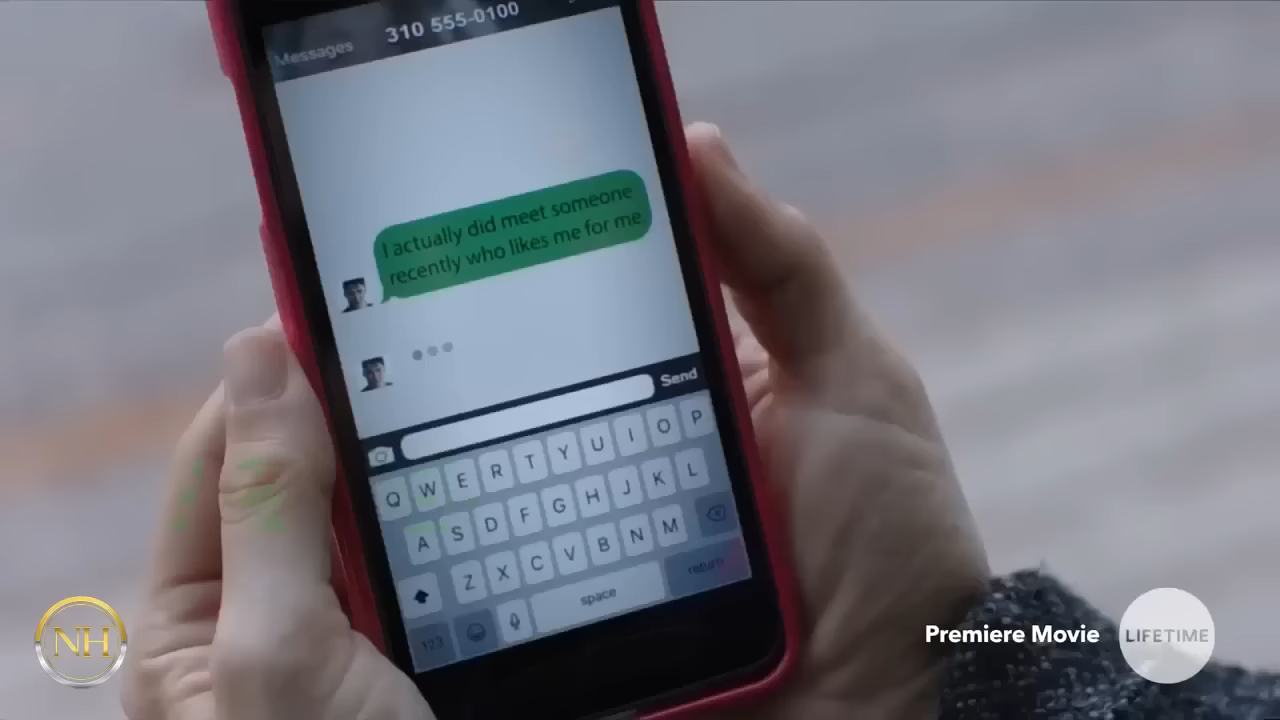 310 555-0100
Messages
I actually did meet someone
recently who likes me for me
Send
Q W E R T Y U I O P
A S D F G H J K L
Z X C V B N M
123 space return
NH
Premiere Movie LIFETIME